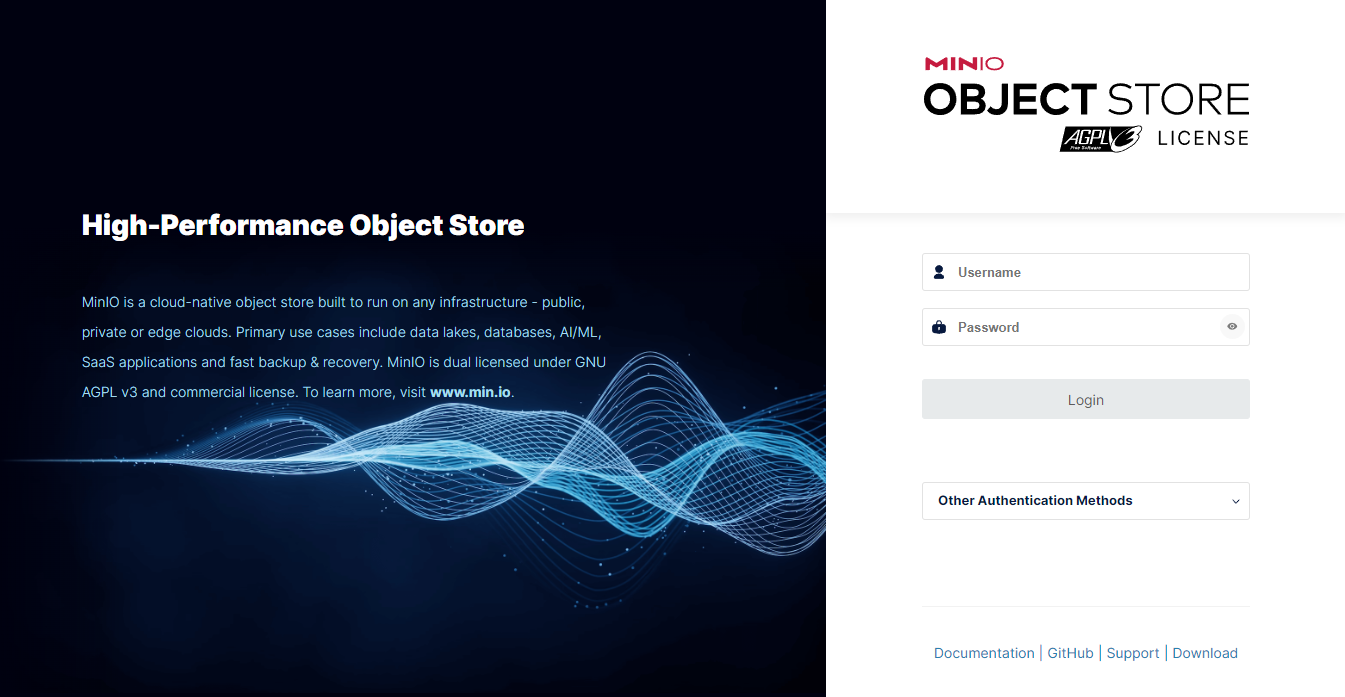 High-Performance Object Store
MinIO is a cloud-native object store built to run on any infrastructure - public,
private or edge clouds. Primary use cases include data lakes, databases, AI/ML,
SaaS applications and fast backup & recovery. MinIO is dual licensed under GNU
AGPL v3 and commercial license. To learn more, visit www.min.io.
MINIO
OBJECT STORE
AGPLv3 LICENSE
Free Software
Username
Password
Login
Other Authentication Methods
Documentation | GitHub | Support | Download